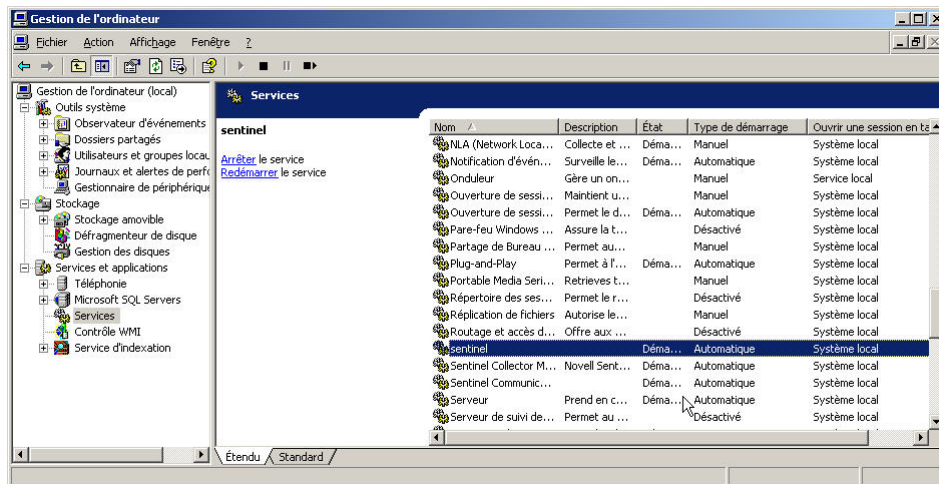 Gestion de l'ordinateur
Fichier Action Affichage Fenêtre ?
Gestion de l'ordinateur (local)
Outils système
Observateur d'événements
Dossiers partagés
Utilisateurs et groupes locau
Journaux et alertes de perfo
Gestionnaire de périphérique
Stockage
Stockage amovible
Défragmenteur de disque
Gestion des disques
Services et applications
Téléphonie
Microsoft SQL Servers
Services
Contrôle WMI
Service d'indexation
Services
sentinel
Arrêter le service
Redémarrer le service
Nom Description État Type de démarrage Ouvrir une session en ta
NLA (Network Loca... Collecte et ... Déma... Manuel Système local
Notification d'évén... Surveille le... Déma... Automatique Système local
Onduleur Gère un on... Manuel Service local
Ouverture de sessi... Maintient u... Manuel Système local
Ouverture de sessi... Permet le d... Déma... Automatique Système local
Pare-feu Windows ... Assure la t... Désactivé Système local
Partage de Bureau ... Permet au... Manuel Système local
Plug-and-Play Permet à l'... Déma... Automatique Système local
Portable Media Seri... Retrieves t... Manuel Système local
Répertoire des ses... Permet le r... Désactivé Système local
Réplication de fichiers Autorise le... Manuel Système local
Routage et accès d... Offre aux ... Désactivé Système local
sentinel Déma... Automatique Système local
Sentinel Collector M... Novell Sent... Déma... Automatique Système local
Sentinel Communic... Déma... Automatique Système local
Serveur Prend en c... Déma... Automatique Système local
Serveur de suivi de... Permet au ... Désactivé Système local
Étendu Standard